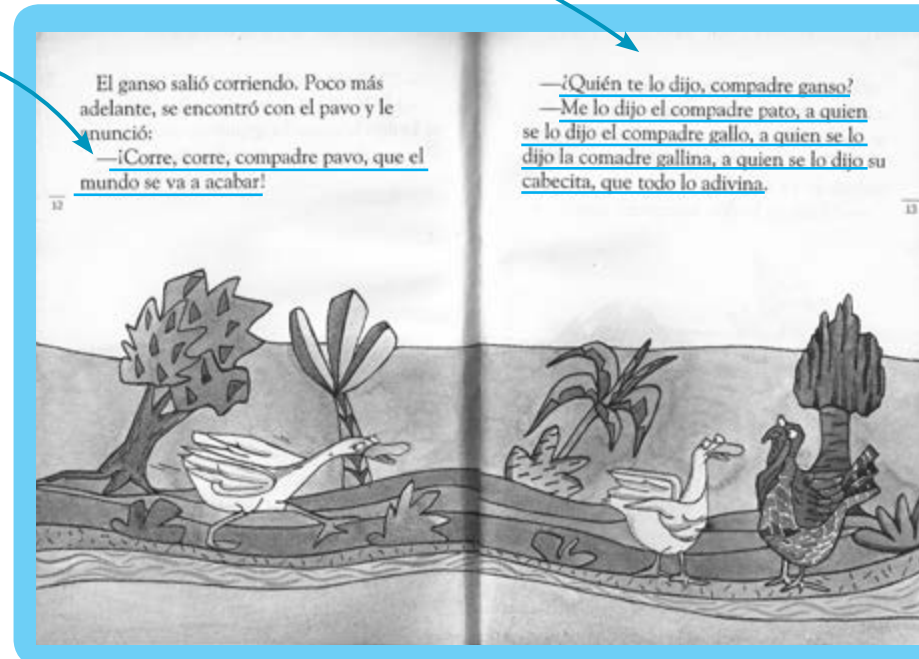 El ganso salió corriendo. Poco más
adelante, se encontró con el pavo y le
anunció:
—¡Corre, corre, compadre pavo, que el
mundo se va a acabar!
12
—¿Quién te lo dijo, compadre ganso?
—Me lo dijo el compadre pato, a quien
se lo dijo el compadre gallo, a quien se lo
dijo la comadre gallina, a quien se lo dijo su
cabecita, que todo lo adivina.
13